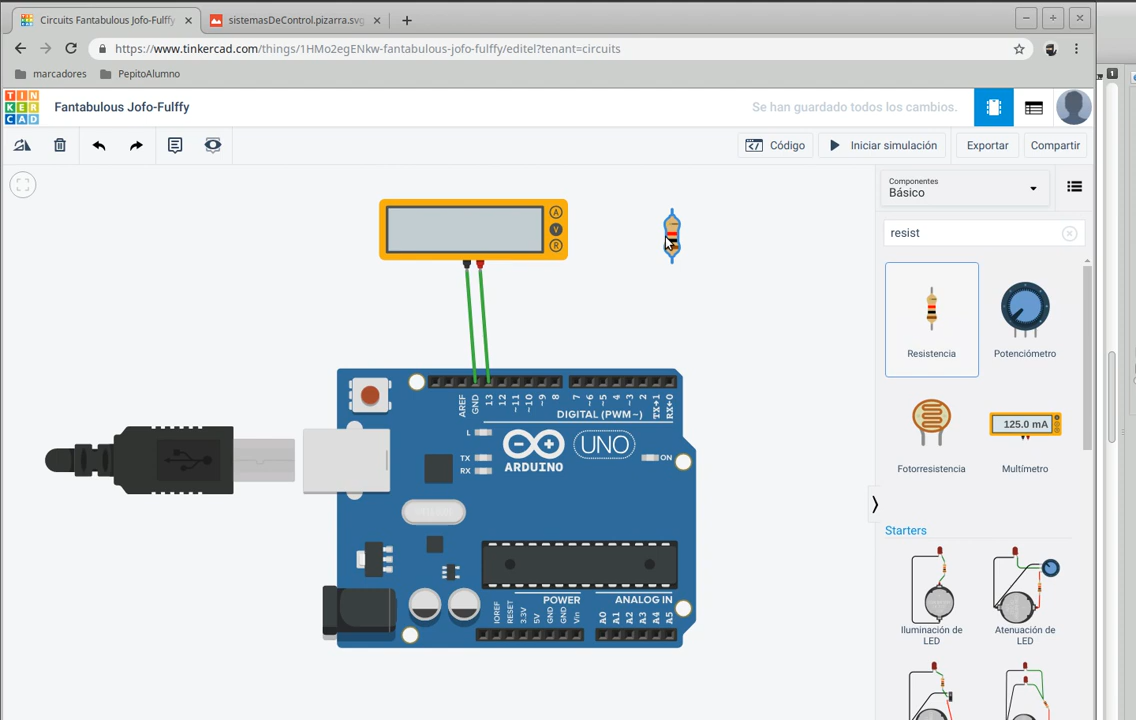 Circuits Fantabulous Jofo-Fulffy
sistemasDeControl.pizarra.svg
https://www.tinkercad.com/things/1HMo2egENkw-fantabulous-jofo-fulffy/editel?tenant=circuits
marcadores
PepitoAlumno
TIN
KER
CAD
Fantabulous Jofo-Fulffy
Se han guardado todos los cambios.
Código
Iniciar simulación
Exportar
Compartir
Componentes
Básico
resist
A
V
R
Resistencia
Potenciómetro
125.0 mA
Fotorresistencia
Multímetro
Starters
Iluminación de
LED
Atenuación de
LED
AREF
GND
13
12
~11
~10
~9
8
7
~6
~5
4
~3
2
TX→1
RX←0
DIGITAL (PWM~)
L
TX
RX
ARDUINO
UNO
ON
POWER
ANALOG IN
IOREF
RESET
3.3V
5V
GND
GND
Vin
A0
A1
A2
A3
A4
A5
1